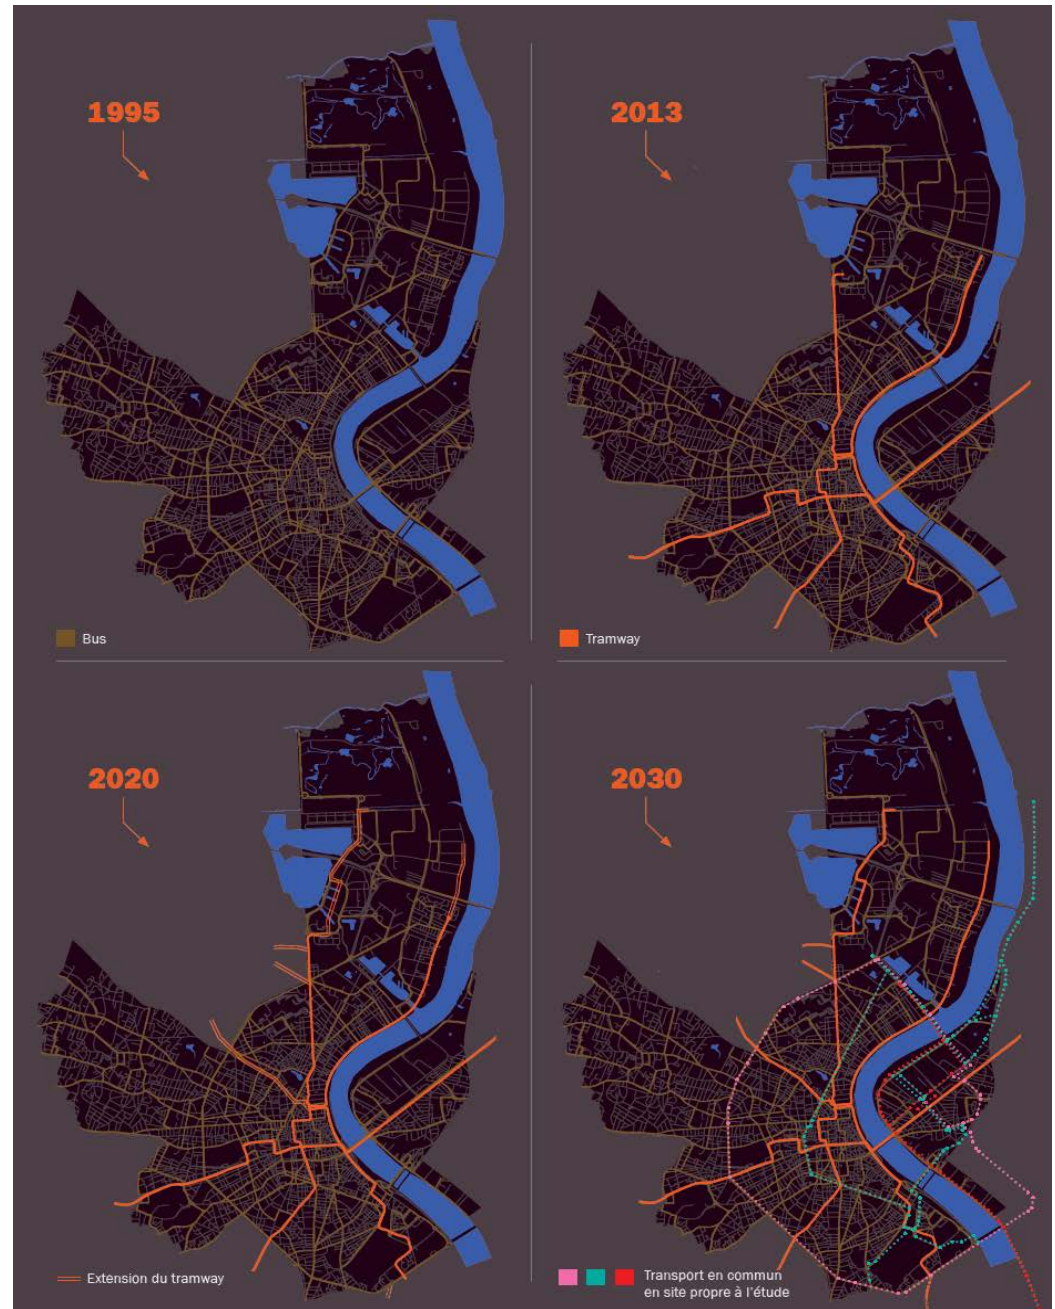 1995
2013
Bus
Tramway
2020
2030
Extension du tramway
Transport en commun
en site propre à l'étude